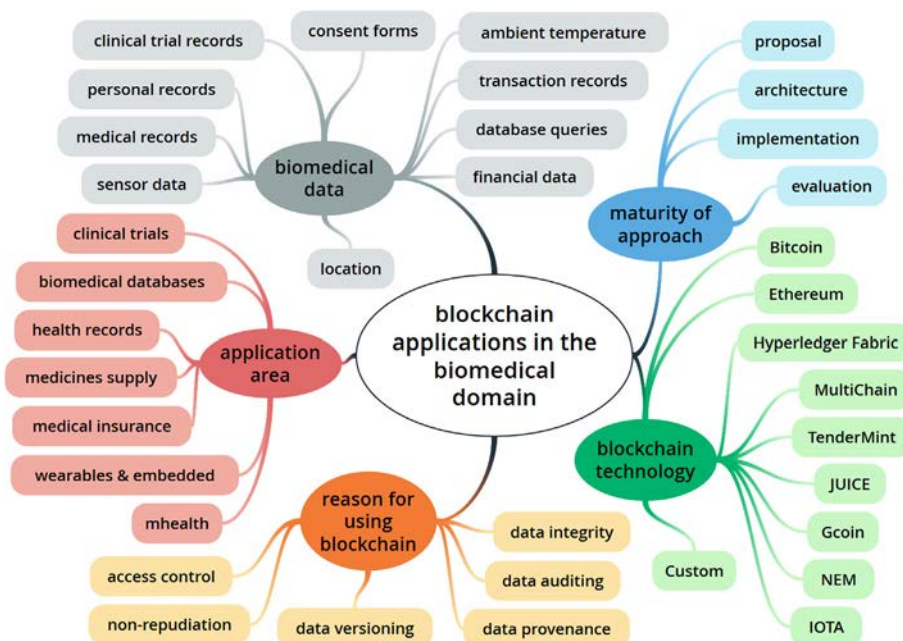 clinical trial records
consent forms
ambient temperature
personal records
transaction records
medical records
database queries
sensor data
financial data
biomedical
data
location
proposal
architecture
implementation
evaluation
maturity of
approach
clinical trials
biomedical databases
health records
medicines supply
medical insurance
wearables & embedded
mhealth
application
area
blockchain
applications in the
biomedical
domain
Bitcoin
Ethereum
Hyperledger Fabric
MultiChain
TenderMint
JUICE
Gcoin
NEM
IOTA
Custom
blockchain
technology
reason for
using
blockchain
access control
non-repudiation
data versioning
data integrity
data auditing
data provenance